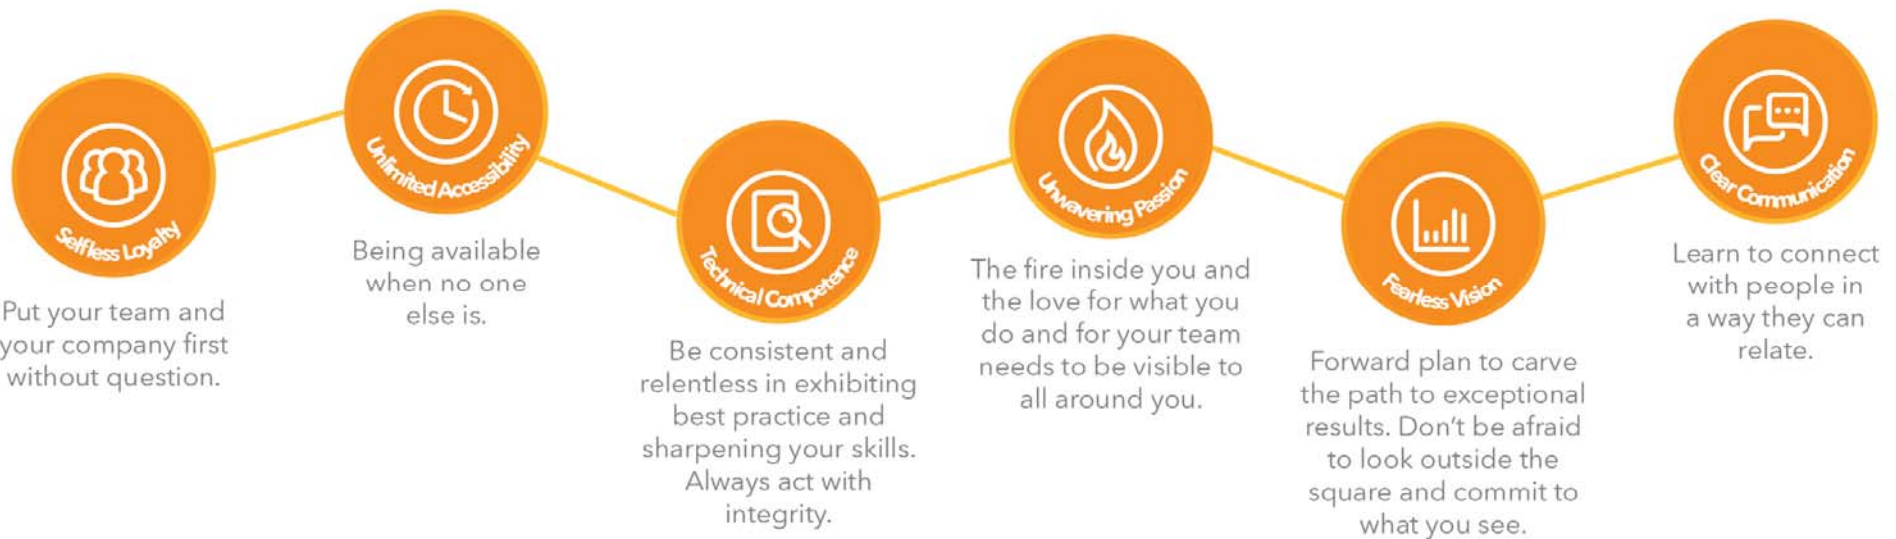 Selfless Loyalty
Put your team and
your company first
without question.
Unlimited Accessibility
Being available
when no one
else is.
Technical Competence
Be consistent and
relentless in exhibiting
best practice and
sharpening your skills.
Always act with
integrity.
Unwavering Passion
The fire inside you and
the love for what you
do and for your team
needs to be visible to
all around you.
Fearless Vision
Forward plan to carve
the path to exceptional
results. Don't be afraid
to look outside the
square and commit to
what you see.
Clear Communication
Learn to connect
with people in
a way they can
relate.